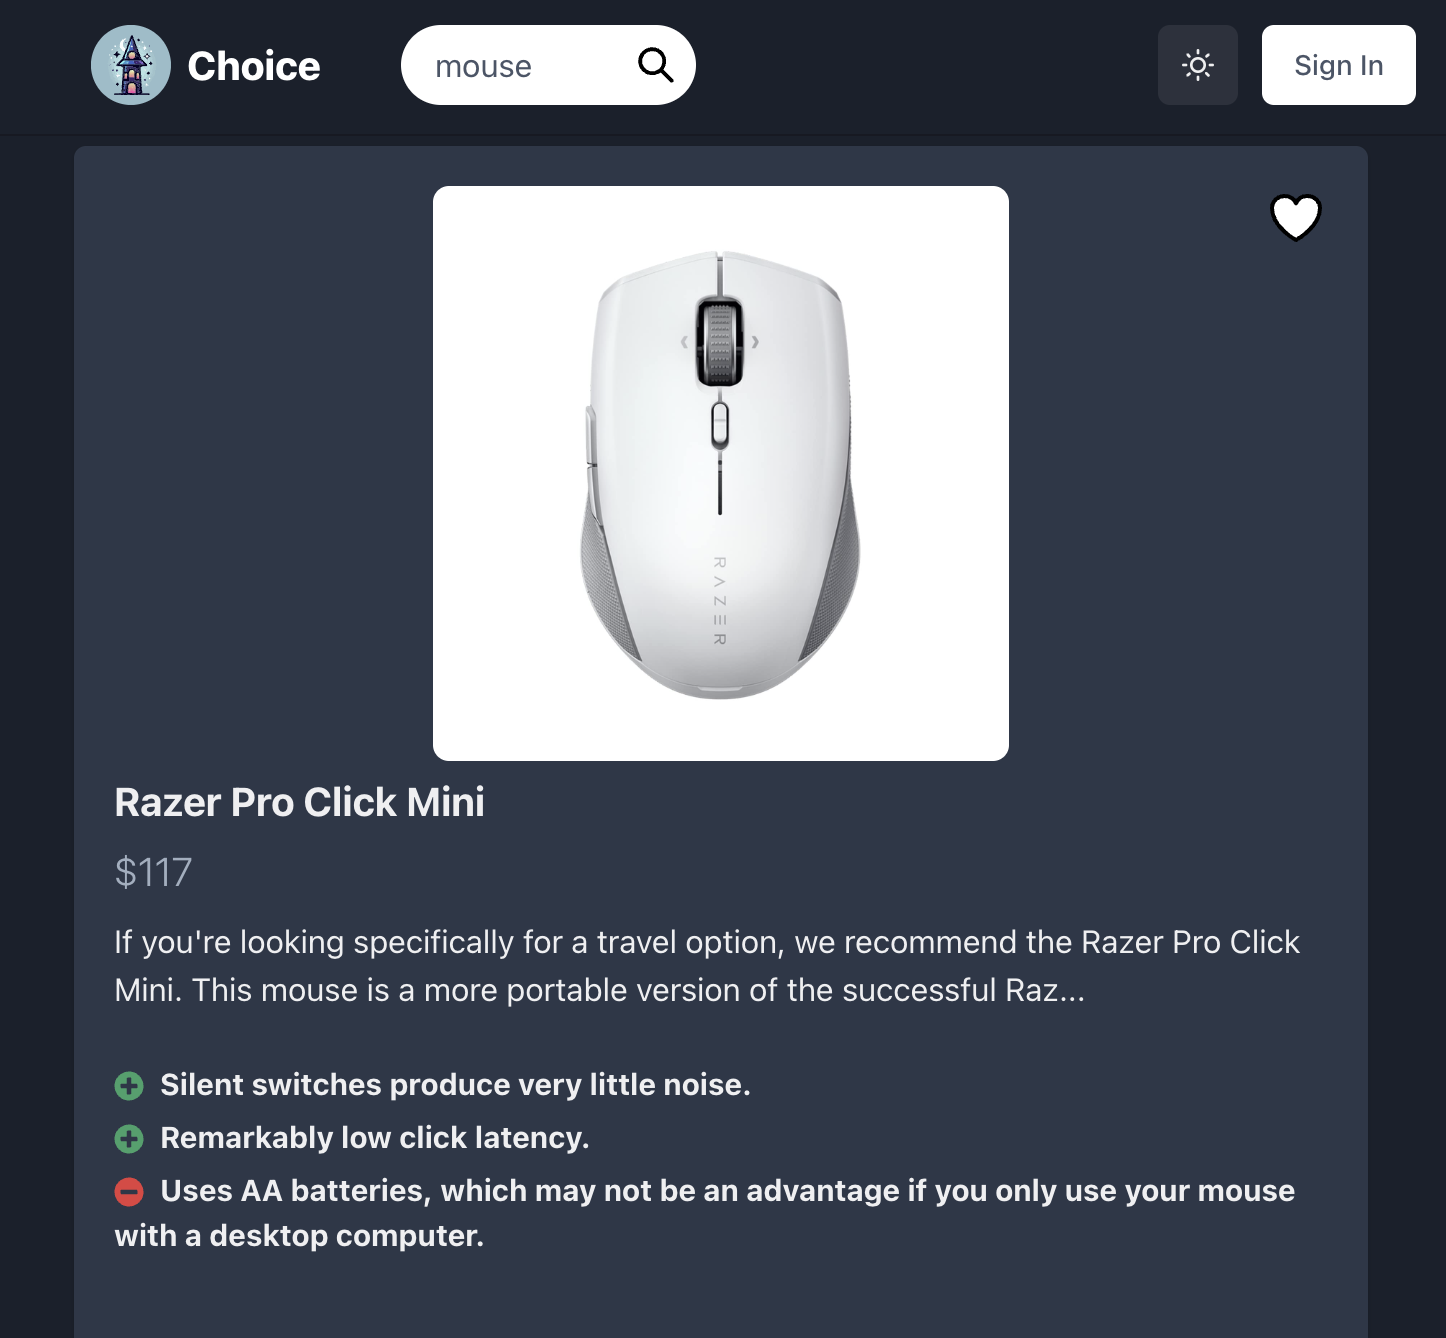 Choice
mouse
Sign In
RAZER
Razer Pro Click Mini
$117
If you're looking specifically for a travel option, we recommend the Razer Pro Click
Mini. This mouse is a more portable version of the successful Raz...
Silent switches produce very little noise.
Remarkably low click latency.
Uses AA batteries, which may not be an advantage if you only use your mouse
with a desktop computer.